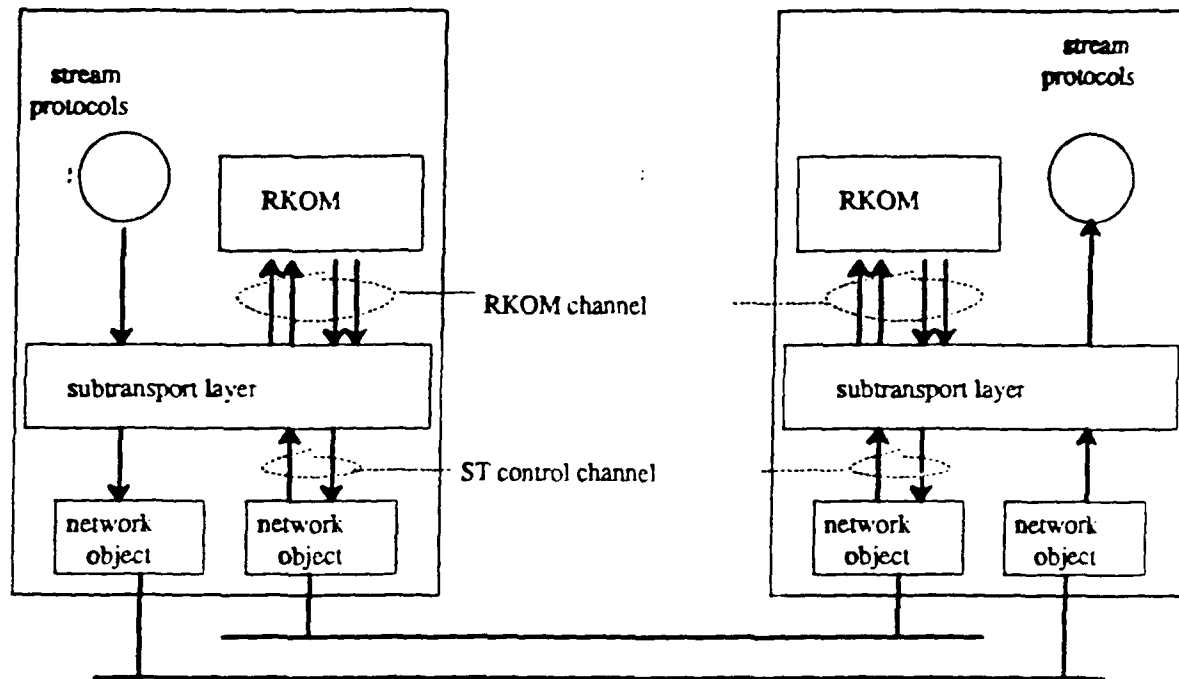 stream
protocols
stream
protocols
RKOM
RKOM
RKOM channel
subtransport layer
subtransport layer
ST control channel
network
object
network
object
network
object
network
object